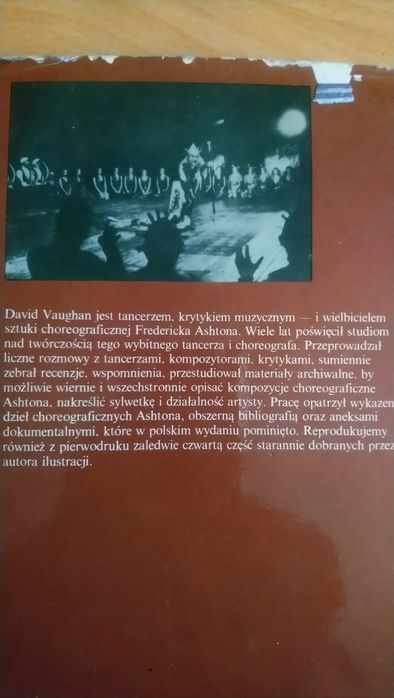 David Vaughan jest tancerzem, krytykiem muzycznym — i wielbicielem
sztuki choreograficznej Fredericka Ashtona. Wiele lat poświęcił studiom
nad twórczością tego wybitnego tancerza i choreografa. Przeprowadzał
liczne rozmowy z tancerzami, kompozytorami, krytykami, sumiennie
zebrał recenzje, wspomnienia, przestudiował materiały archiwalne, by
możliwie wiernie i wszechstronnie opisać kompozycje choreograficzne
Ashtona, nakreślić sylwetkę i działalność artysty. Pracę opatrzył wykazem
dzieł choreograficznych Ashtona, obszerną bibliografią oraz aneksami
dokumentalnymi, które w polskim wydaniu pominięto. Reprodukujemy
również z pierwodruku zaledwie czwartą część starannie dobranych przez
autora ilustracji.